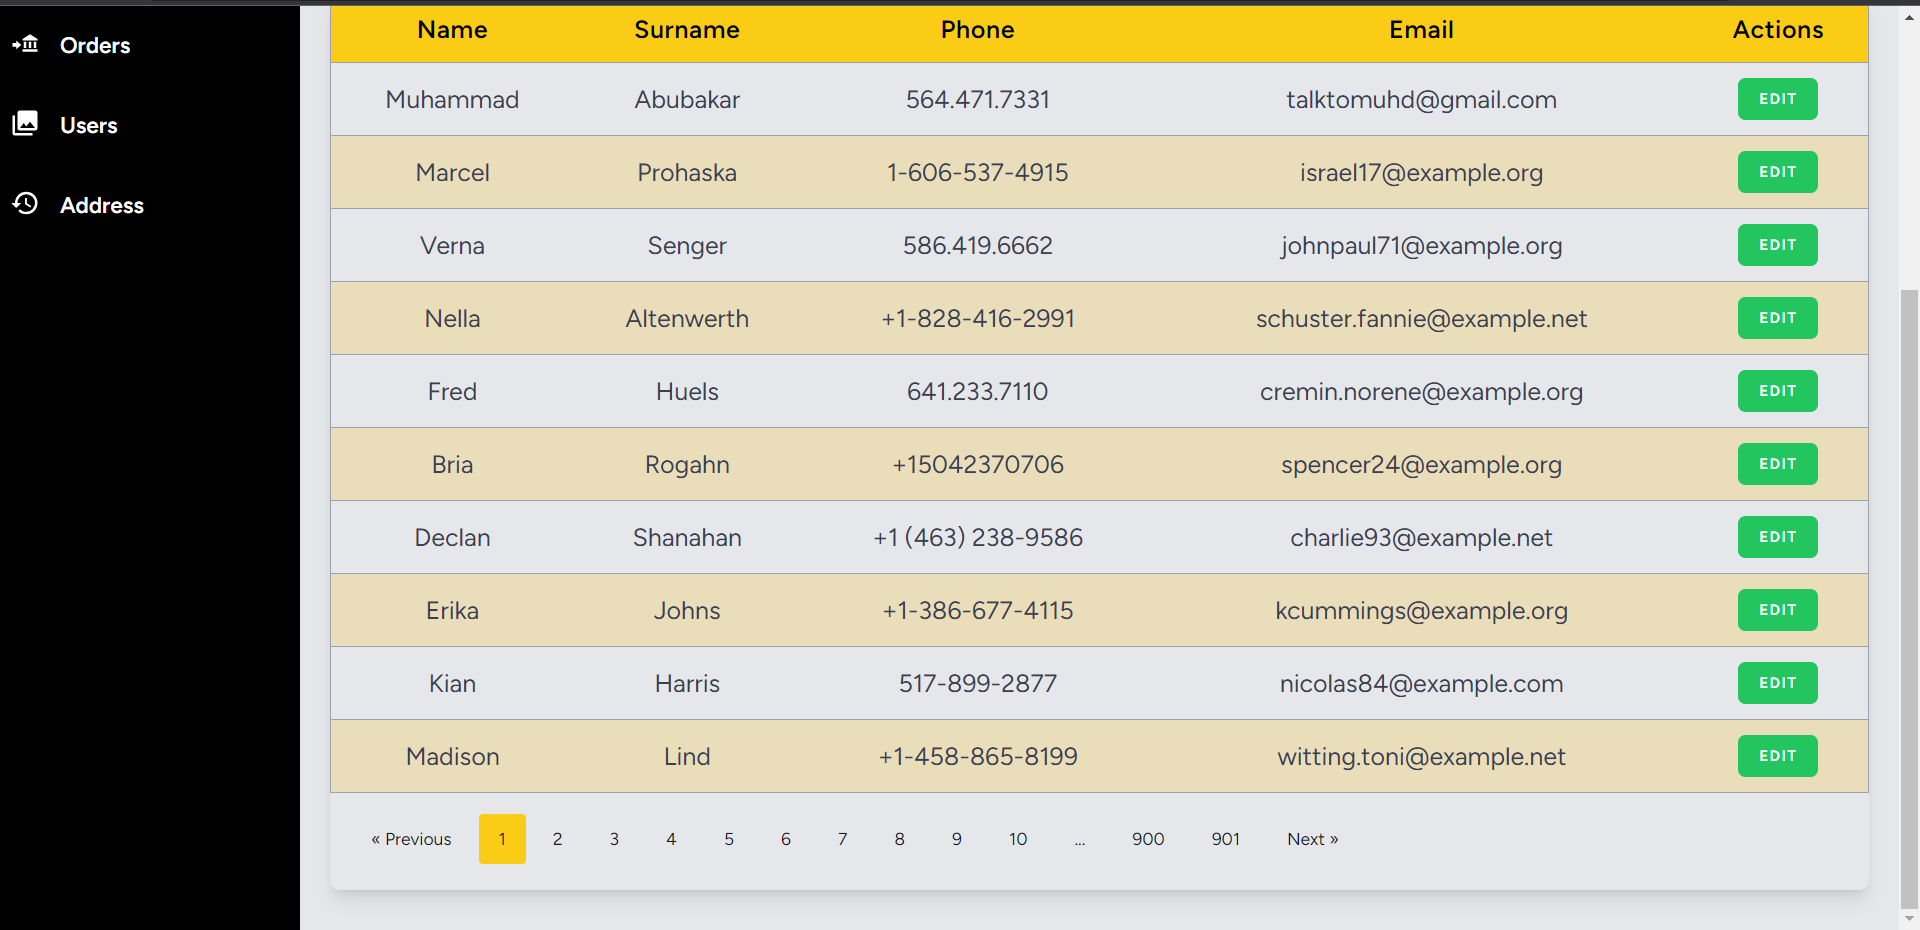 Orders
Users
Address
Name Surname Phone Email Actions
Muhammad Abubakar 564.471.7331 talktomuhd@gmail.com EDIT
Marcel Prohaska 1-606-537-4915 israel17@example.org EDIT
Verna Senger 586.419.6662 johnpaul71@example.org EDIT
Nella Altenwerth +1-828-416-2991 schuster.fannie@example.net EDIT
Fred Huels 641.233.7110 cremin.norene@example.org EDIT
Bria Rogahn +15042370706 spencer24@example.org EDIT
Declan Shanahan +1 (463) 238-9586 charlie93@example.net EDIT
Erika Johns +1-386-677-4115 kcummings@example.org EDIT
Kian Harris 517-899-2877 nicolas84@example.com EDIT
Madison Lind +1-458-865-8199 witting.toni@example.net EDIT
« Previous 1 2 3 4 5 6 7 8 9 10 ... 900 901 Next »